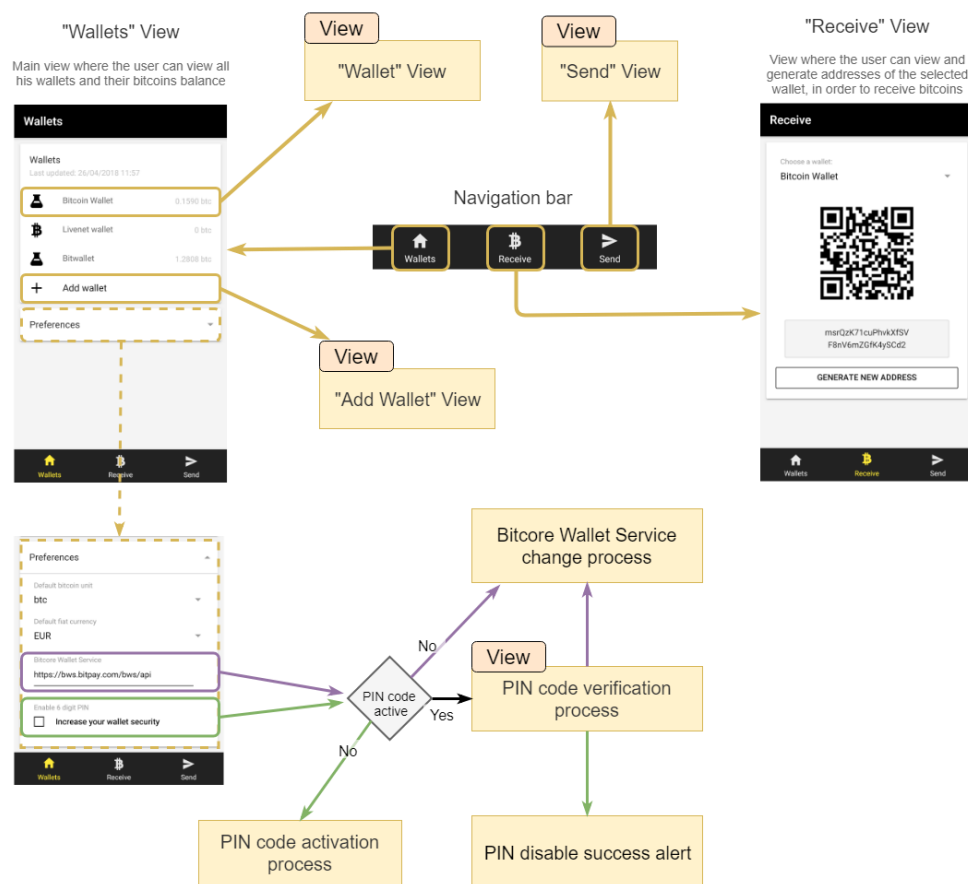 "Wallets" View
Main view where the user can view all
his wallets and their bitcoins balance
Wallets
Wallets
Last updated: 26/04/2018 11:57
Bitcoin Wallet
0.1590 btc
Livenet wallet
0 btc
Bitwallet
1.2808 btc
Add wallet
Preferences
Wallets
Receive
Send
View
"Wallet" View
View
"Send" View
Navigation bar
Wallets
Receive
Send
View
"Add Wallet" View
"Receive" View
View where the user can view and
generate addresses of the selected
wallet, in order to receive bitcoins
Receive
Choose a wallet:
Bitcoin Wallet
msrQzK71cuPhvkXfSV
F8nV6mZGfK4ySCd2
GENERATE NEW ADDRESS
Wallets
Receive
Send
Preferences
Default bitcoin unit
btc
Default fiat currency
EUR
Bitcore Wallet Service
https://bws.bitpay.com/bws/api
Enable 6 digit PIN
Increase your wallet security
Wallets
Receive
Send
PIN code
active
No
Yes
No
Bitcore Wallet Service
change process
View
PIN code verification
process
PIN code activation
process
PIN disable success alert